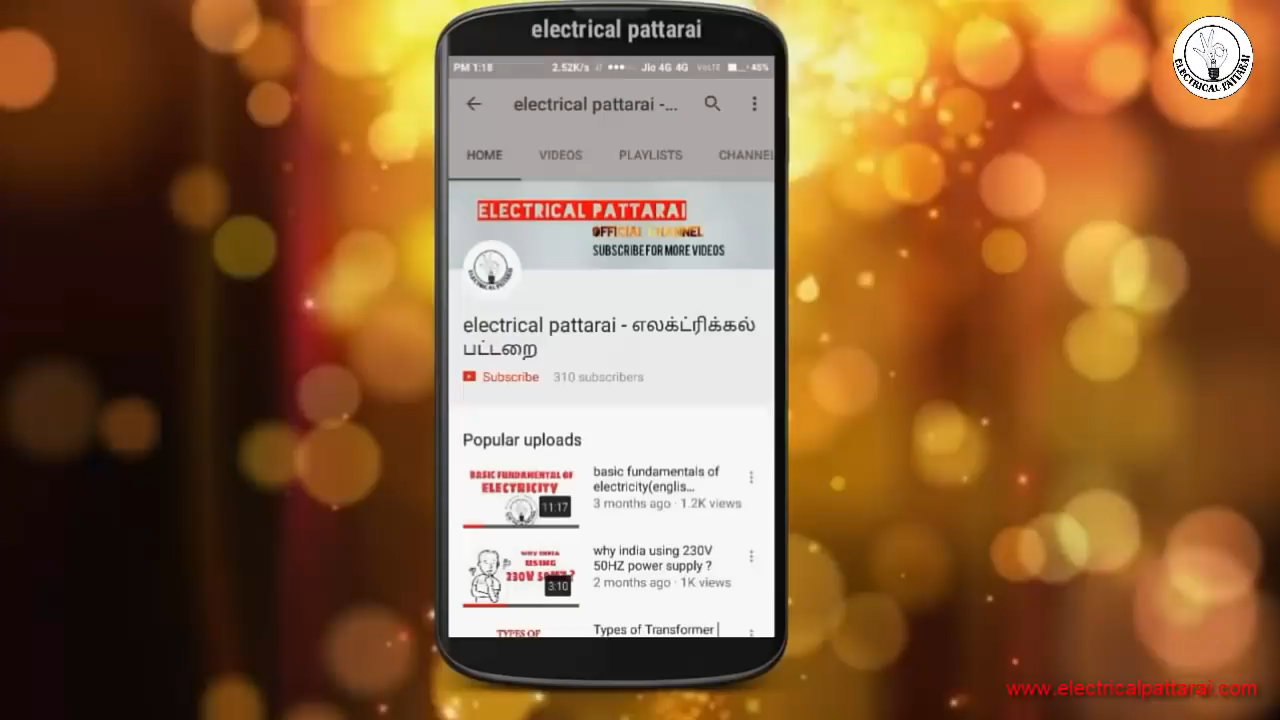 electrical pattarai
ELECTRICAL PATTARAI
PM 1:18 2.52K/s Jio 4G 4G VoLTE 45%
electrical pattarai -...
HOME VIDEOS PLAYLISTS CHANNEL
ELECTRICAL PATTARAI
OFFICIAL CHANNEL
SUBSCRIBE FOR MORE VIDEOS
ELECTRICAL PATTARAI
electrical pattarai - எலக்ட்ரிக்கல்
பட்டறை
Subscribe 310 subscribers
Popular uploads
BASIC FUNDAMENTAL OF
ELECTRICITY
11:17
basic fundamentals of
electricity(englis...
3 months ago · 1.2K views
WHY INDIA
USING
230V 50HZ ?
3:10
why india using 230V
50HZ power supply ?
2 months ago · 1K views
TYPES OF
Types of Transformer |
www.electricalpattarai.com